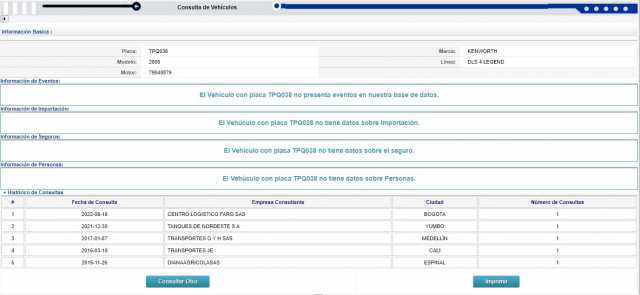 Consulta de Vehículos
Información Basica :
Placa: TPQ038 Marca: KENWORTH
Modelo: Línea: DLS 4 LEGEND
Motor:
Información de Eventos:
El Vehículo con placa TPQ038 no presenta eventos en nuestra base de datos.
Información de Importación:
El Vehículo con placa TPQ038 no tiene datos sobre Importación.
Información de Seguros:
El Vehículo con placa TPQ038 no tiene datos sobre el seguro.
Información de Personas:
El Vehículo con placa TPQ038 no tiene datos sobre Personas.
Histórico de Consultas
# Fecha de Consulta Empresa Consultante Ciudad Número de Consultas
1 2022-08-18 CENTRO LOGISTICO FARO SAS BOGOTA 1
2 2021-12-30 TANQUES DE NORDESTE S A YUMBO 1
3 2017-01-07 TRANSPORTES G Y H SAS MEDELLÍN 1
4 2016-03-10 TRANSPORTES JE CALI 1
5 2015-11-26 DIANAAGRICOLASAS ESPINAL 1
Consultar Otro Imprimir